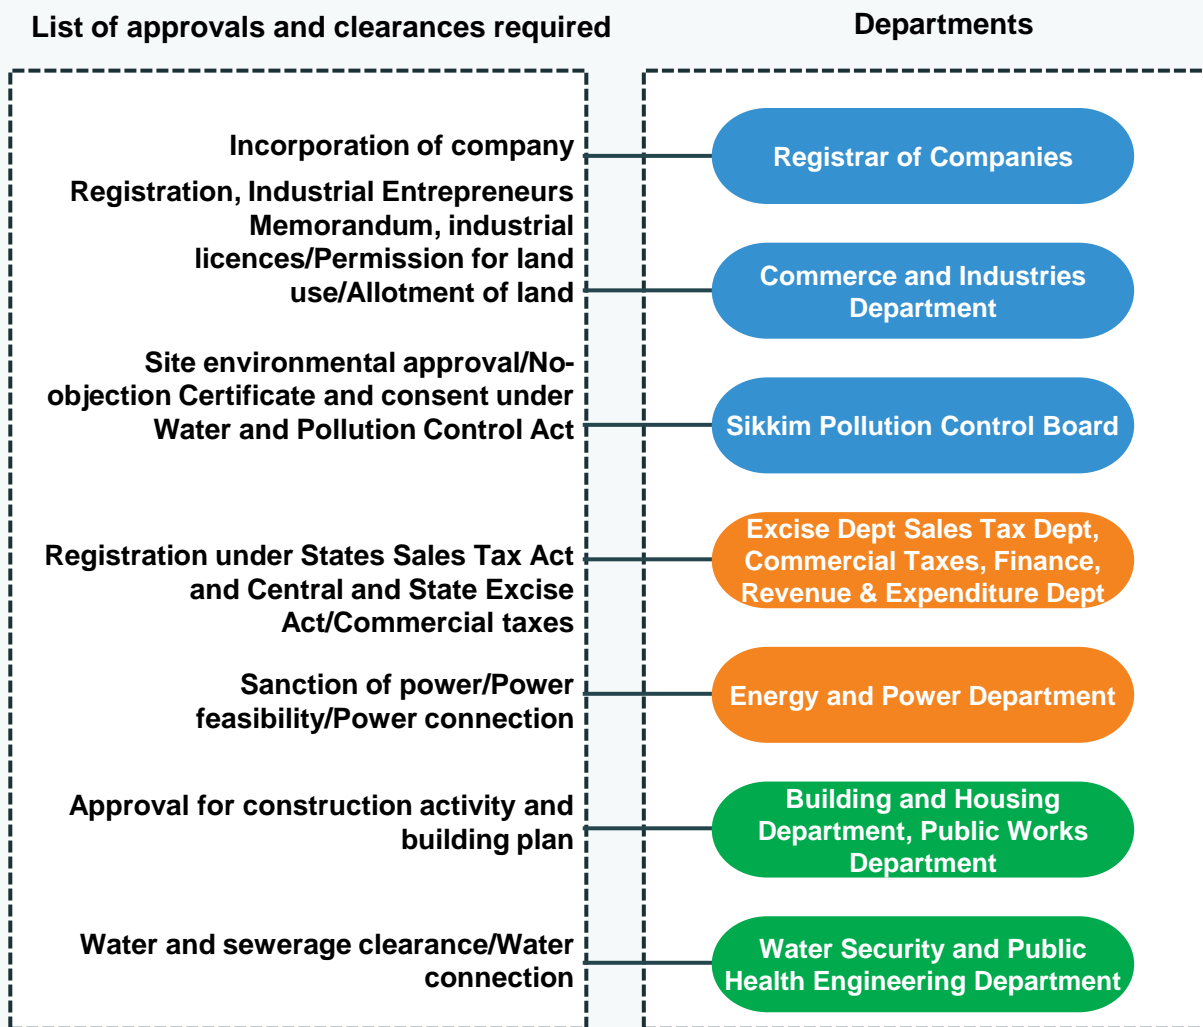 List of approvals and clearances required
Departments
Incorporation of company
Registrar of Companies
Registration, Industrial Entrepreneurs
Memorandum, industrial
licences/Permission for land
use/Allotment of land
Commerce and Industries
Department
Site environmental approval/No-
objection Certificate and consent under
Water and Pollution Control Act
Sikkim Pollution Control Board
Registration under States Sales Tax Act
and Central and State Excise
Act/Commercial taxes
Excise Dept Sales Tax Dept,
Commercial Taxes, Finance,
Revenue & Expenditure Dept
Sanction of power/Power
feasibility/Power connection
Energy and Power Department
Approval for construction activity and
building plan
Building and Housing
Department, Public Works
Department
Water and sewerage clearance/Water
connection
Water Security and Public
Health Engineering Department